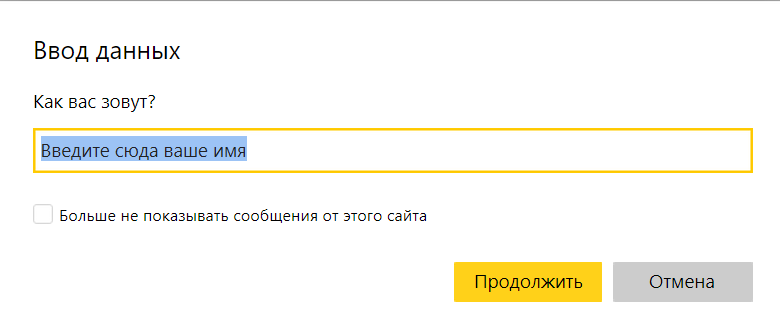 Ввод данных
Как вас зовут?
Введите сюда ваше имя
Больше не показывать сообщения от этого сайта
Продолжить Отмена